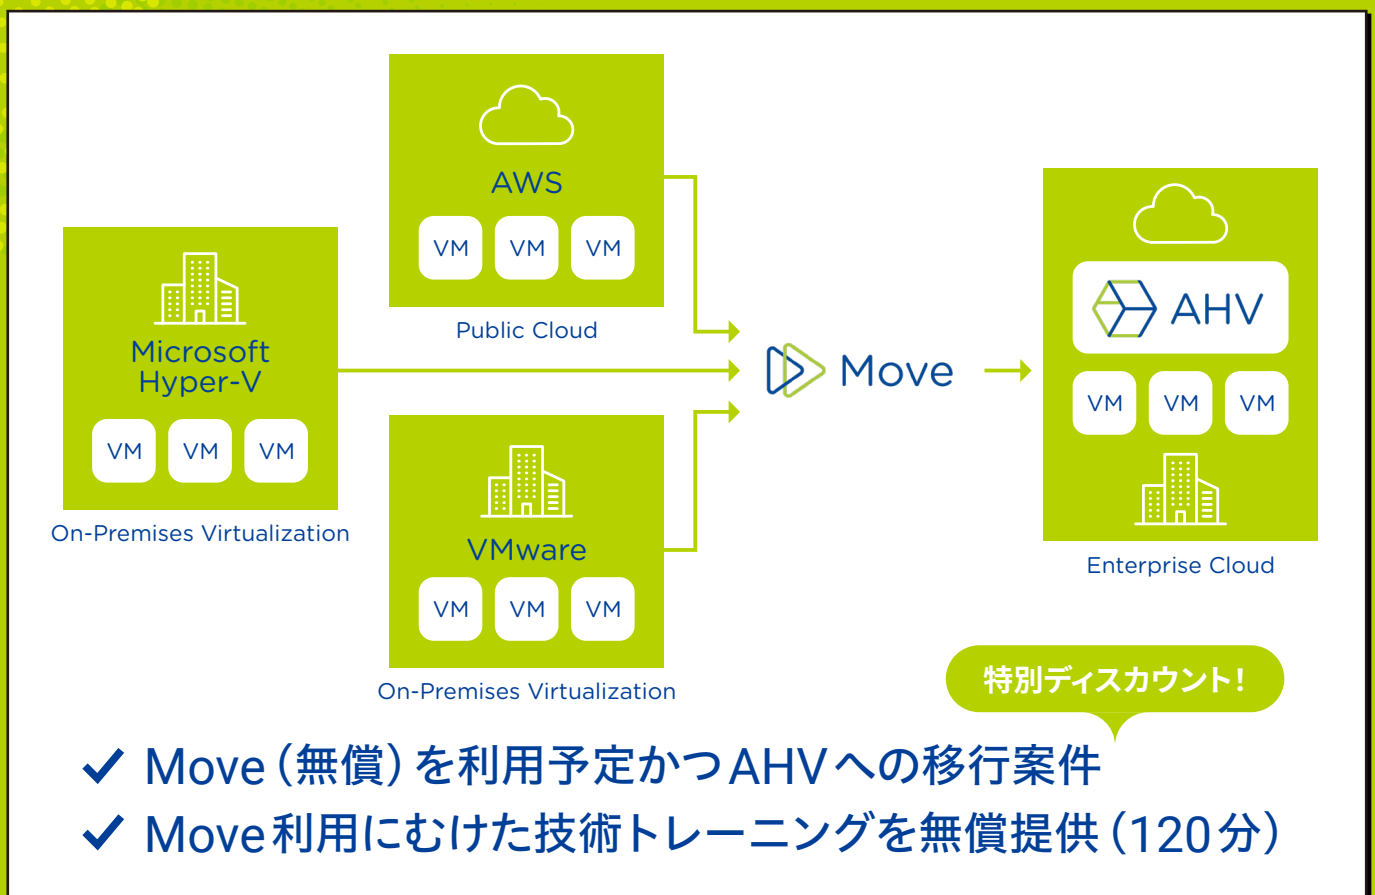 AWS
VM VM VM
Public Cloud
Microsoft
Hyper-V
VM VM VM
On-Premises Virtualization
VMware
VM VM VM
On-Premises Virtualization
Move
AHV
VM VM VM
Enterprise Cloud
特別ディスカウント！
Move（無償）を利用予定かつAHVへの移行案件
Move利用にむけた技術トレーニングを無償提供（120分）